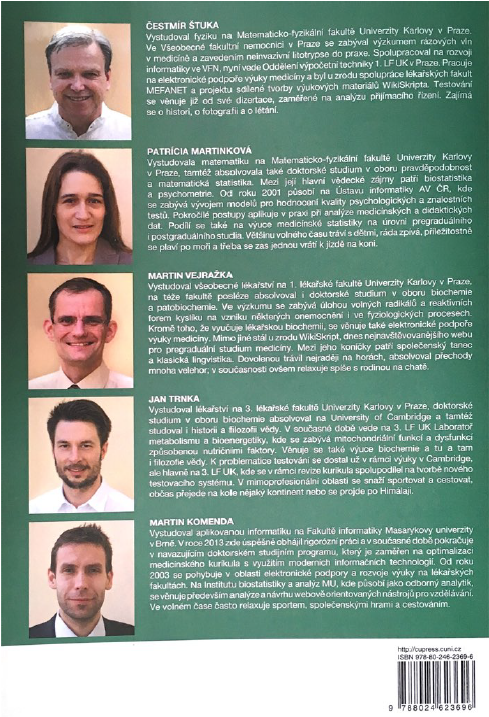 ČESTMÍR ŠTUKA
Vystudoval fyziku na Matematicko-fyzikální fakultě Univerzity Karlovy v Praze.
Ve Všeobecné fakultní nemocnici v Praze se zabýval výzkumem rázových vln
v medicíně a zavedením neinvazivní litotrypse do praxe. Spolupracoval na rozvoji
informatiky ve VFN, nyní vede Oddělení výpočetní techniky 1. LF UK v Praze. Pracuje
na elektronické podpoře výuky medicíny a byl u zrodu spolupráce lékařských fakult
MEFANET a projektu sdílené tvorby výukových materiálů WikiSkripta. Testování
se věnuje již od své dizertace, zaměřené na analýzu přijímacího řízení. Zajímá
se o historii, o fotografii a o létání.
PATRÍCIA MARTINKOVÁ
Vystudovala matematiku na Matematicko-fyzikální fakultě Univerzity Karlovy
v Praze, tamtéž absolvovala také doktorské studium v oboru pravděpodobnost
a matematická statistika. Mezi její hlavní vědecké zájmy patří biostatistika
a psychometrie. Od roku 2001 působí na Ústavu informatiky AV ČR, kde
se zabývá vývojem modelů pro hodnocení kvality psychologických a znalostních
testů. Pokročilé postupy aplikuje v praxi při analýze medicínských a didaktických
dat. Podílí se také na výuce medicínské statistiky na úrovni pregraduálního
i postgraduálního studia. Většinu volného času tráví s dětmi, ráda zpívá, příležitostně
se plaví po moři a třeba se zas jednou vrátí k jízdě na koni.
MARTIN VEJRAŽKA
Vystudoval všeobecné lékařství na 1. lékařské fakultě Univerzity Karlovy v Praze,
na téže fakultě posléze absolvoval i doktorské studium v oboru biochemie
a patobiochemie. Ve výzkumu se zabývá úlohou volných radikálů a reaktivních
forem kyslíku na vzniku některých onemocnění i ve fyziologických procesech.
Kromě toho, že vyučuje lékařskou biochemii, se věnuje také elektronické podpoře
výuky medicíny. Mimo jiné stál u zrodu WikiSkript, dnes nejnavštěvovanějšího webu
pro pregraduální studium medicíny. Mezi jeho koníčky patří společenský tanec
a klasická lingvistika. Dovolenou trávil nejraději na horách, absolvoval přechody
mnoha velehor; v současnosti ovšem relaxuje spíše s rodinou na chatě.
JAN TRNKA
Vystudoval lékařství na 3. lékařské fakultě Univerzity Karlovy v Praze, doktorské
studium v oboru biochemie absolvoval na University of Cambridge a tamtéž
studoval i historii a filozofii vědy. V současné době vede na 3. LF UK Laboratoř
metabolismu a bioenergetiky, kde se zabývá mitochondriální funkcí a dysfunkcí
způsobenou nutričními faktory. Věnuje se také výuce biochemie a tu a tam
i filozofie vědy. K problematice testování se dostal už v rámci výuky v Cambridge,
ale hlavně na 3. LF UK, kde se v rámci revize kurikula spolupodílel na tvorbě nového
testovacího systému. V mimoprofesionální oblasti se snaží sportovat a cestovat,
občas přejede na kole nějaký kontinent nebo se projde po Himálaji.
MARTIN KOMENDA
Vystudoval aplikovanou informatiku na Fakultě informatiky Masarykovy univerzity
v Brně. V roce 2013 zde úspěšně obhájil rigorózní práci a v současné době pokračuje
v navazujícím doktorském studijním programu, který je zaměřen na optimalizaci
medicínského kurikula s využitím moderních informačních technologií. Od roku
2003 se pohybuje v oblasti elektronické podpory a rozvoje výuky na lékařských
fakultách. Na Institutu biostatistiky a analýz MU, kde působí jako odborný analytik,
se věnuje především analýze a návrhu webově orientovaných nástrojů pro vzdělávání.
Ve volném čase často relaxuje sportem, společenskými hrami a cestováním.
http://cupress.cuni.cz
ISBN 978-80-246-2369-6
9 788024 623696